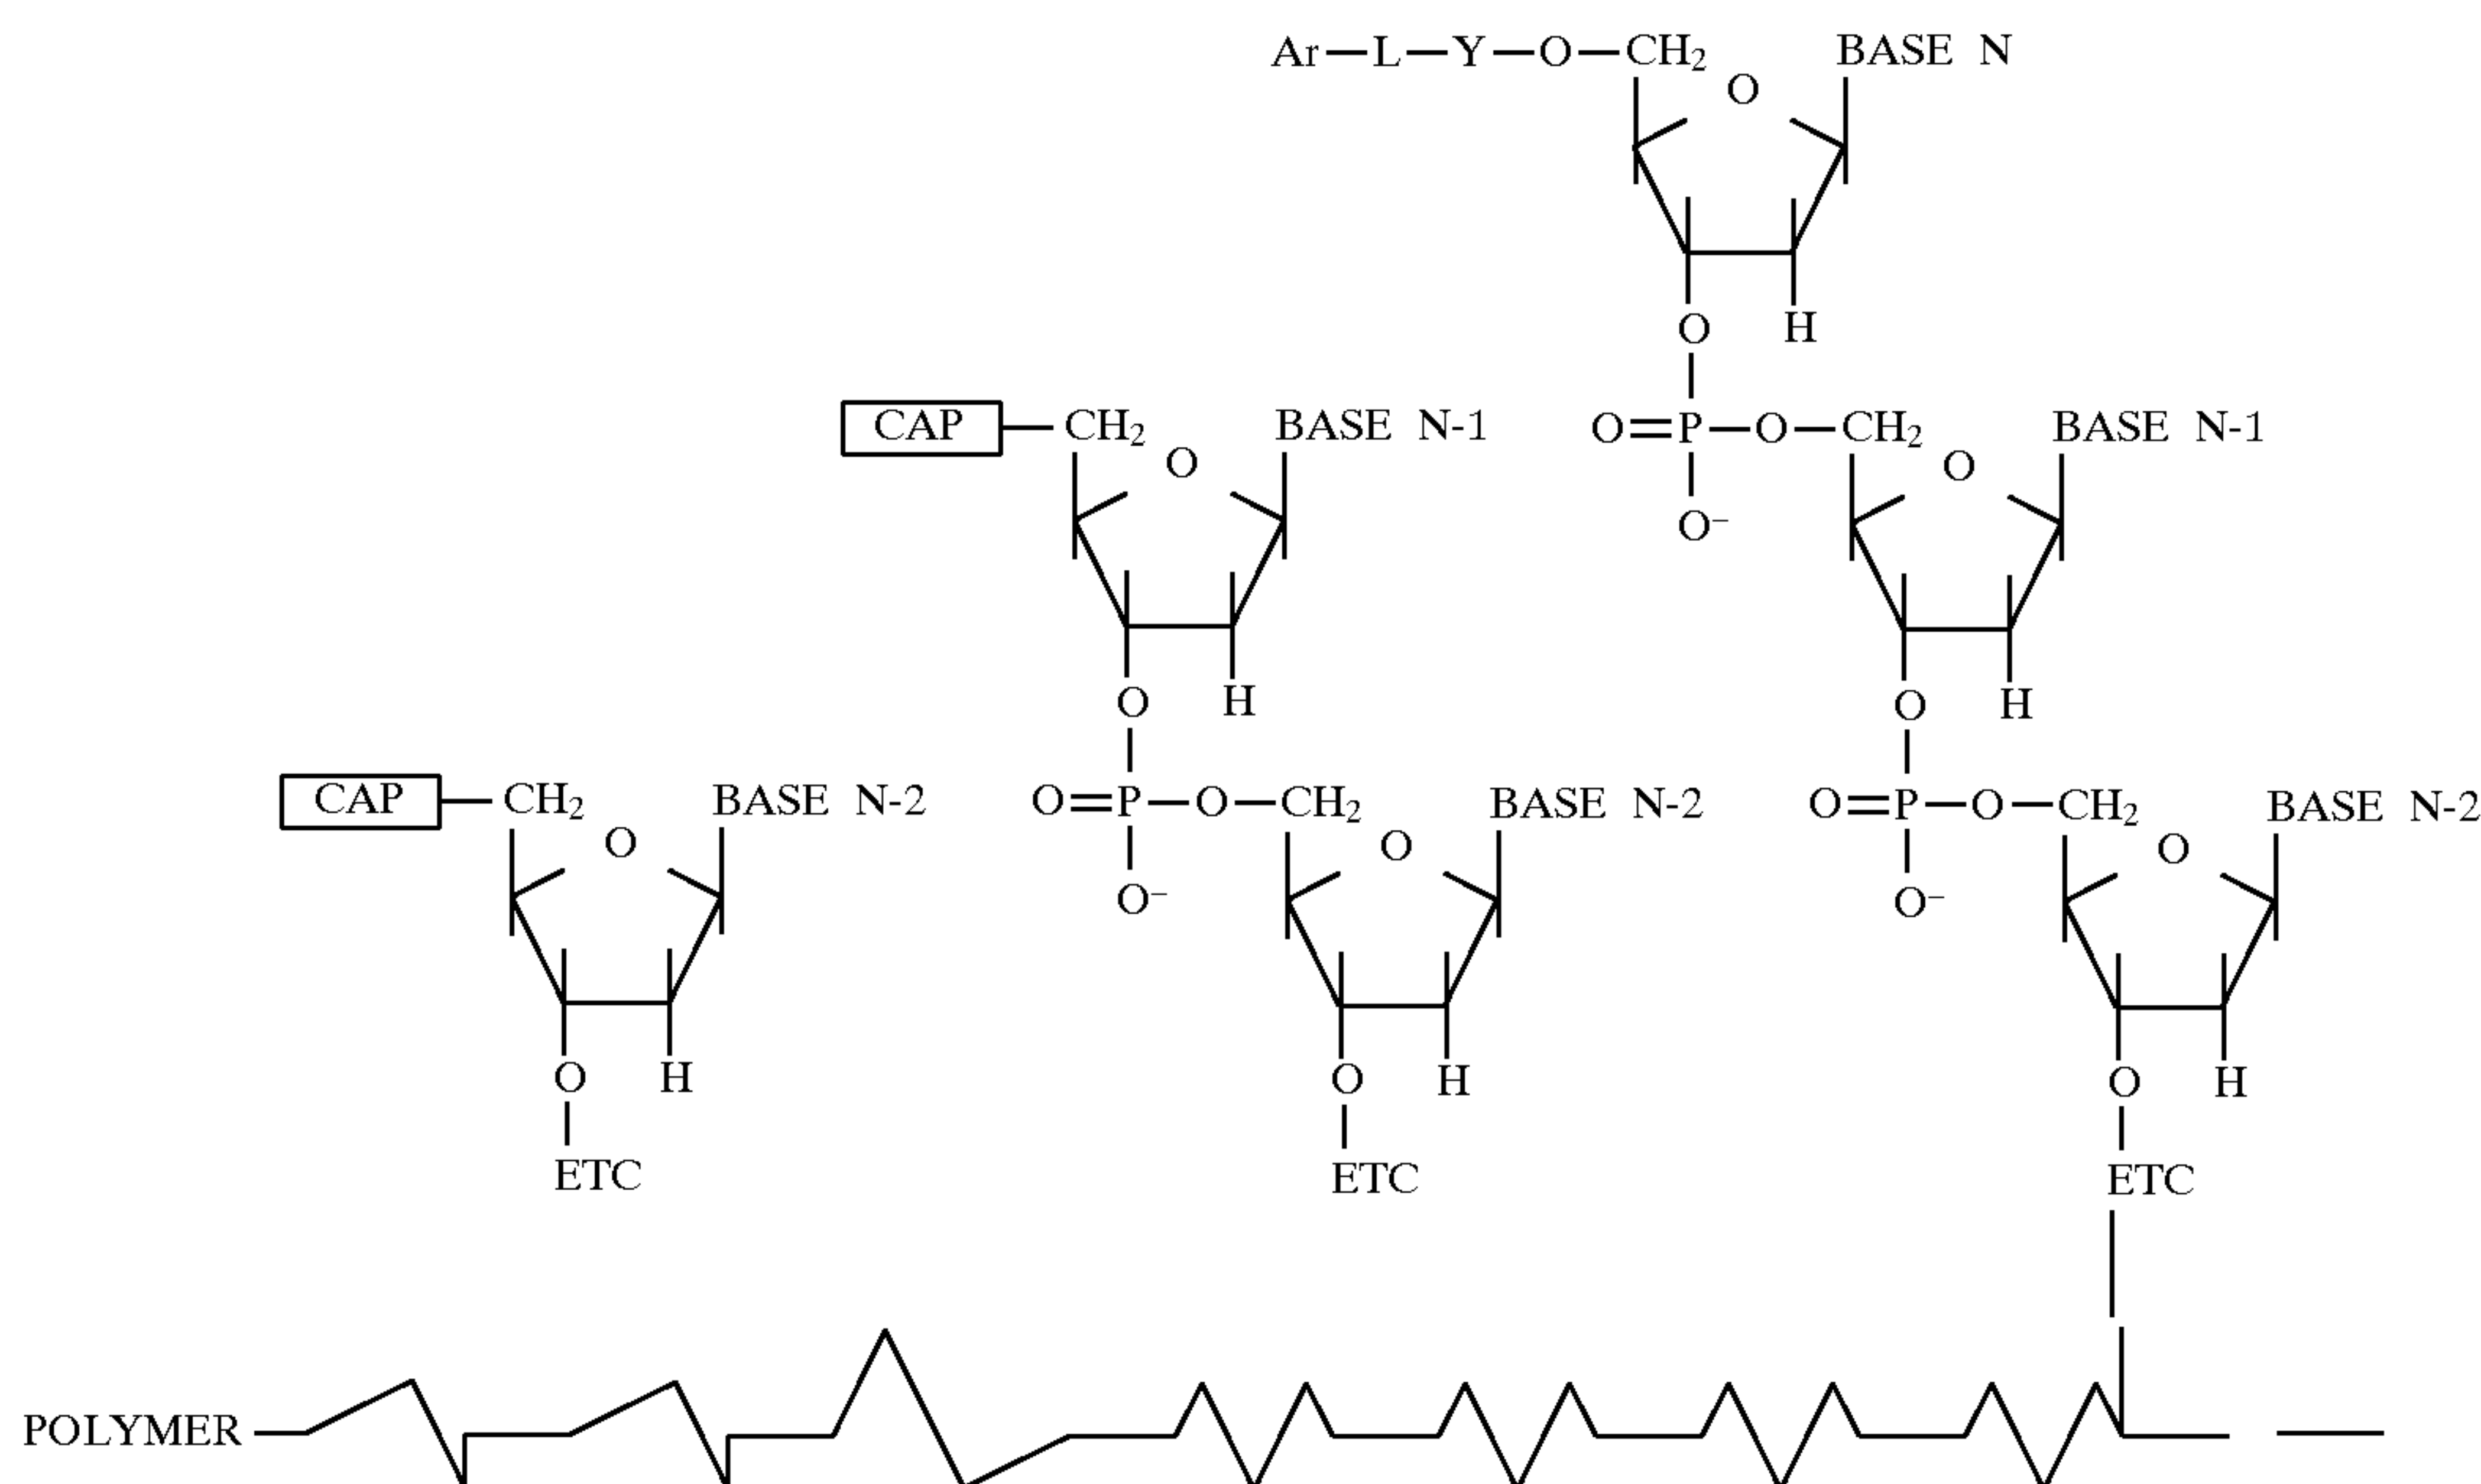 Ar—L—Y—O—CH₂ BASE N
O
O H
CAP—CH₂ BASE N-1 O=P—O—CH₂ BASE N-1
O O
O⁻
O H O H
CAP—CH₂ BASE N-2 O=P—O—CH₂ BASE N-2 O=P—O—CH₂ BASE N-2
O O O
O⁻ O⁻
O H O H O H
ETC ETC ETC
POLYMER